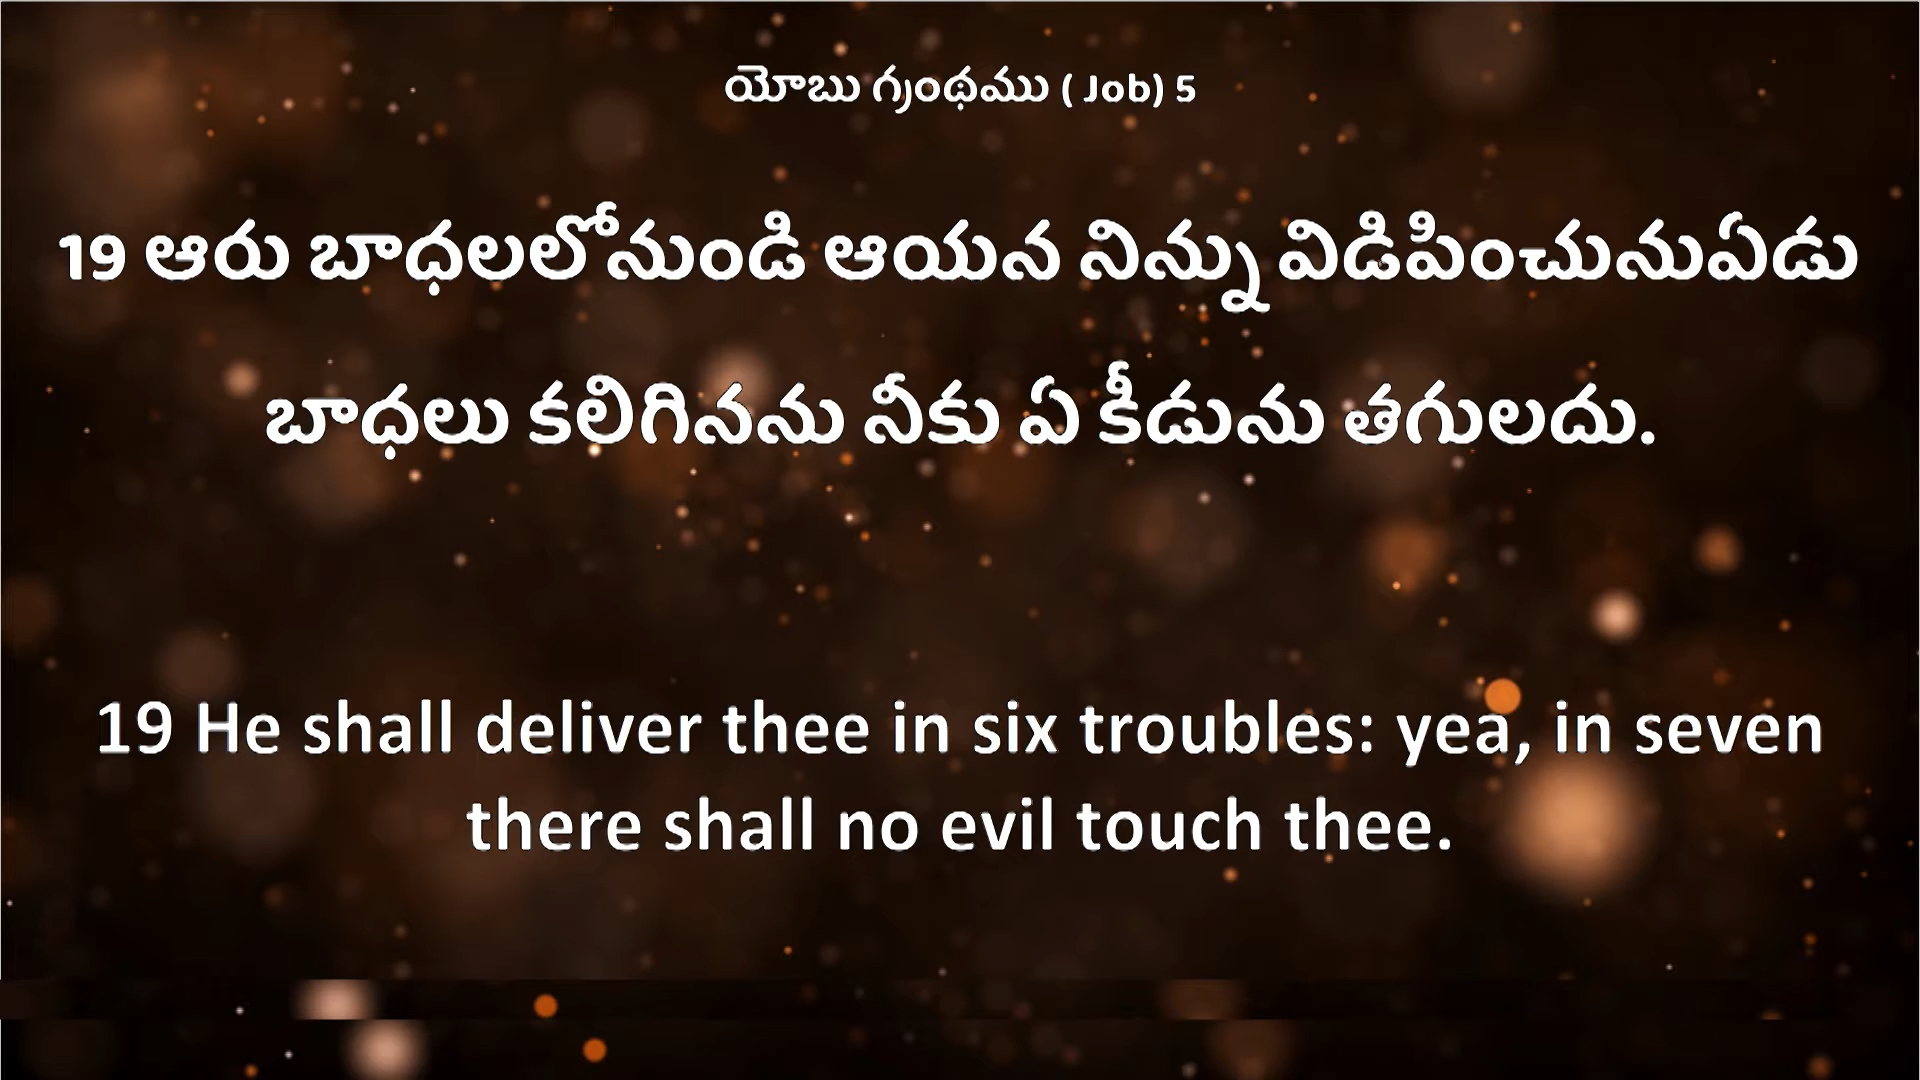 యోబు గ్రంథము ( Job) 5
19 ఆరు బాధలలోనుండి ఆయన నిన్ను విడిపించునుఏడు
బాధలు కలిగినను నీకు ఏ కీడును తగులదు.
19 He shall deliver thee in six troubles: yea, in seven
there shall no evil touch thee.